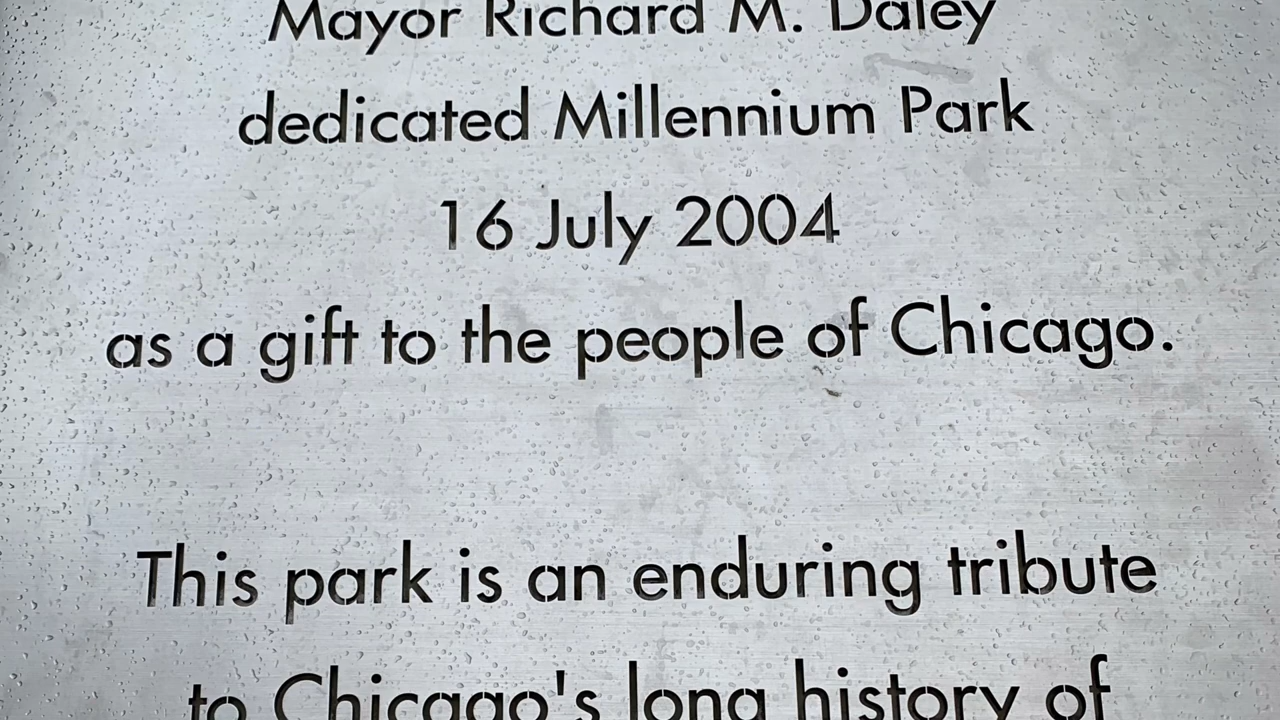 Mayor Richard M. Daley
dedicated Millennium Park
16 July 2004
as a gift to the people of Chicago.
This park is an enduring tribute
to Chicago's long history of